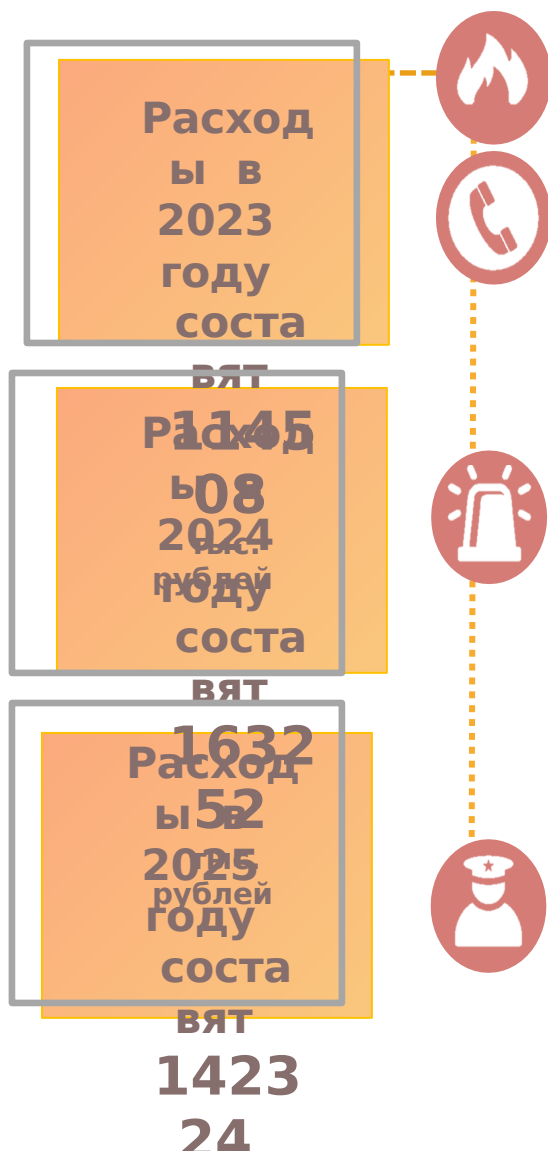 Расход
ы в
2023
году
соста
вят
1145
08
тыс.
рублей
Расход
ы в
2024
году
соста
вят
1632
52
тыс.
рублей
Расход
ы в
2025
году
соста
вят
1423
24